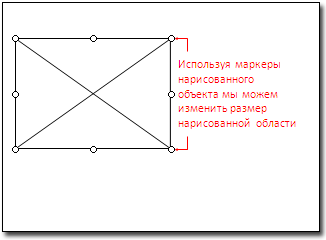 Используя маркеры
нарисованного
объекта мы можем
изменить размер
нарисованной области